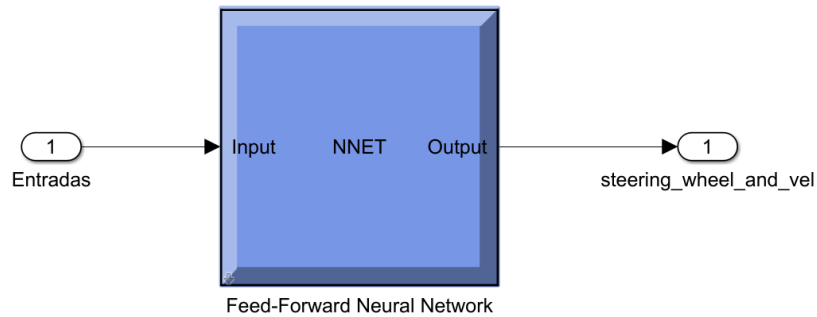 1
Entradas
Input NNET Output
Feed-Forward Neural Network
1
steering_wheel_and_vel